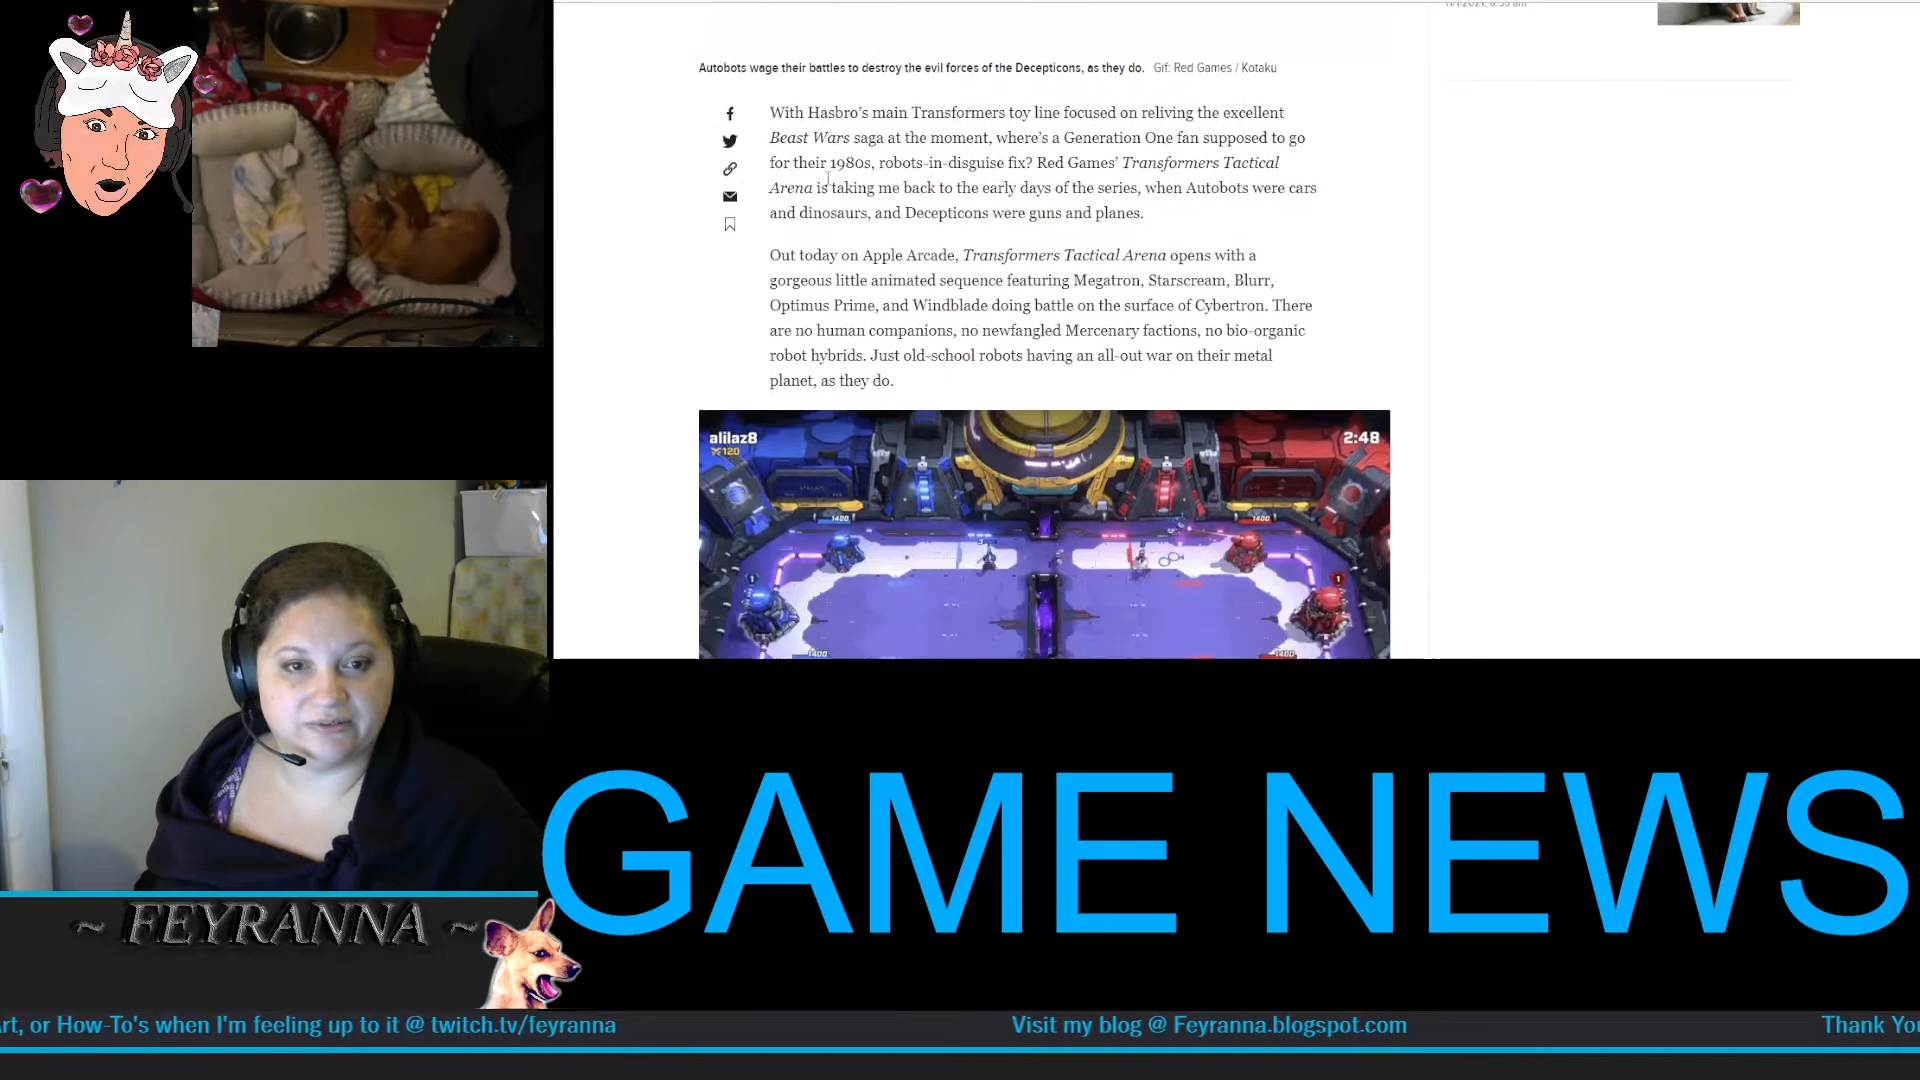 Autobots wage their battles to destroy the evil forces of the Decepticons, as they do. Gif: Red Games / Kotaku
With Hasbro’s main Transformers toy line focused on reliving the excellent
Beast Wars saga at the moment, where’s a Generation One fan supposed to go
for their 1980s, robots-in-disguise fix? Red Games’ Transformers Tactical
Arena is taking me back to the early days of the series, when Autobots were cars
and dinosaurs, and Decepticons were guns and planes.
Out today on Apple Arcade, Transformers Tactical Arena opens with a
gorgeous little animated sequence featuring Megatron, Starscream, Blurr,
Optimus Prime, and Windblade doing battle on the surface of Cybertron. There
are no human companions, no newfangled Mercenary factions, no bio-organic
robot hybrids. Just old-school robots having an all-out war on their metal
planet, as they do.
alilaz8
120
2:48
1400
1400
1
1
1400
1400
GAME NEWS
~ FEYRANNA ~
rt, or How-To's when I'm feeling up to it @ twitch.tv/feyranna
Visit my blog @ Feyranna.blogspot.com
Thank You